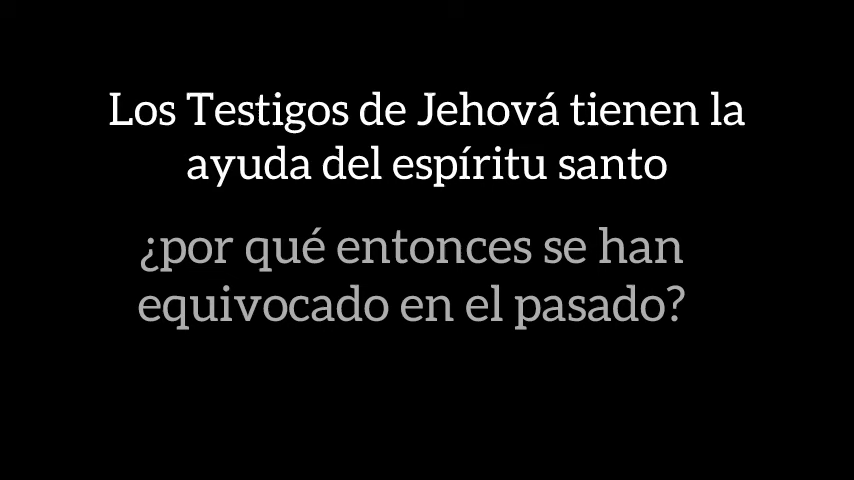 Los Testigos de Jehová tienen la
ayuda del espíritu santo
¿por qué entonces se han
equivocado en el pasado?